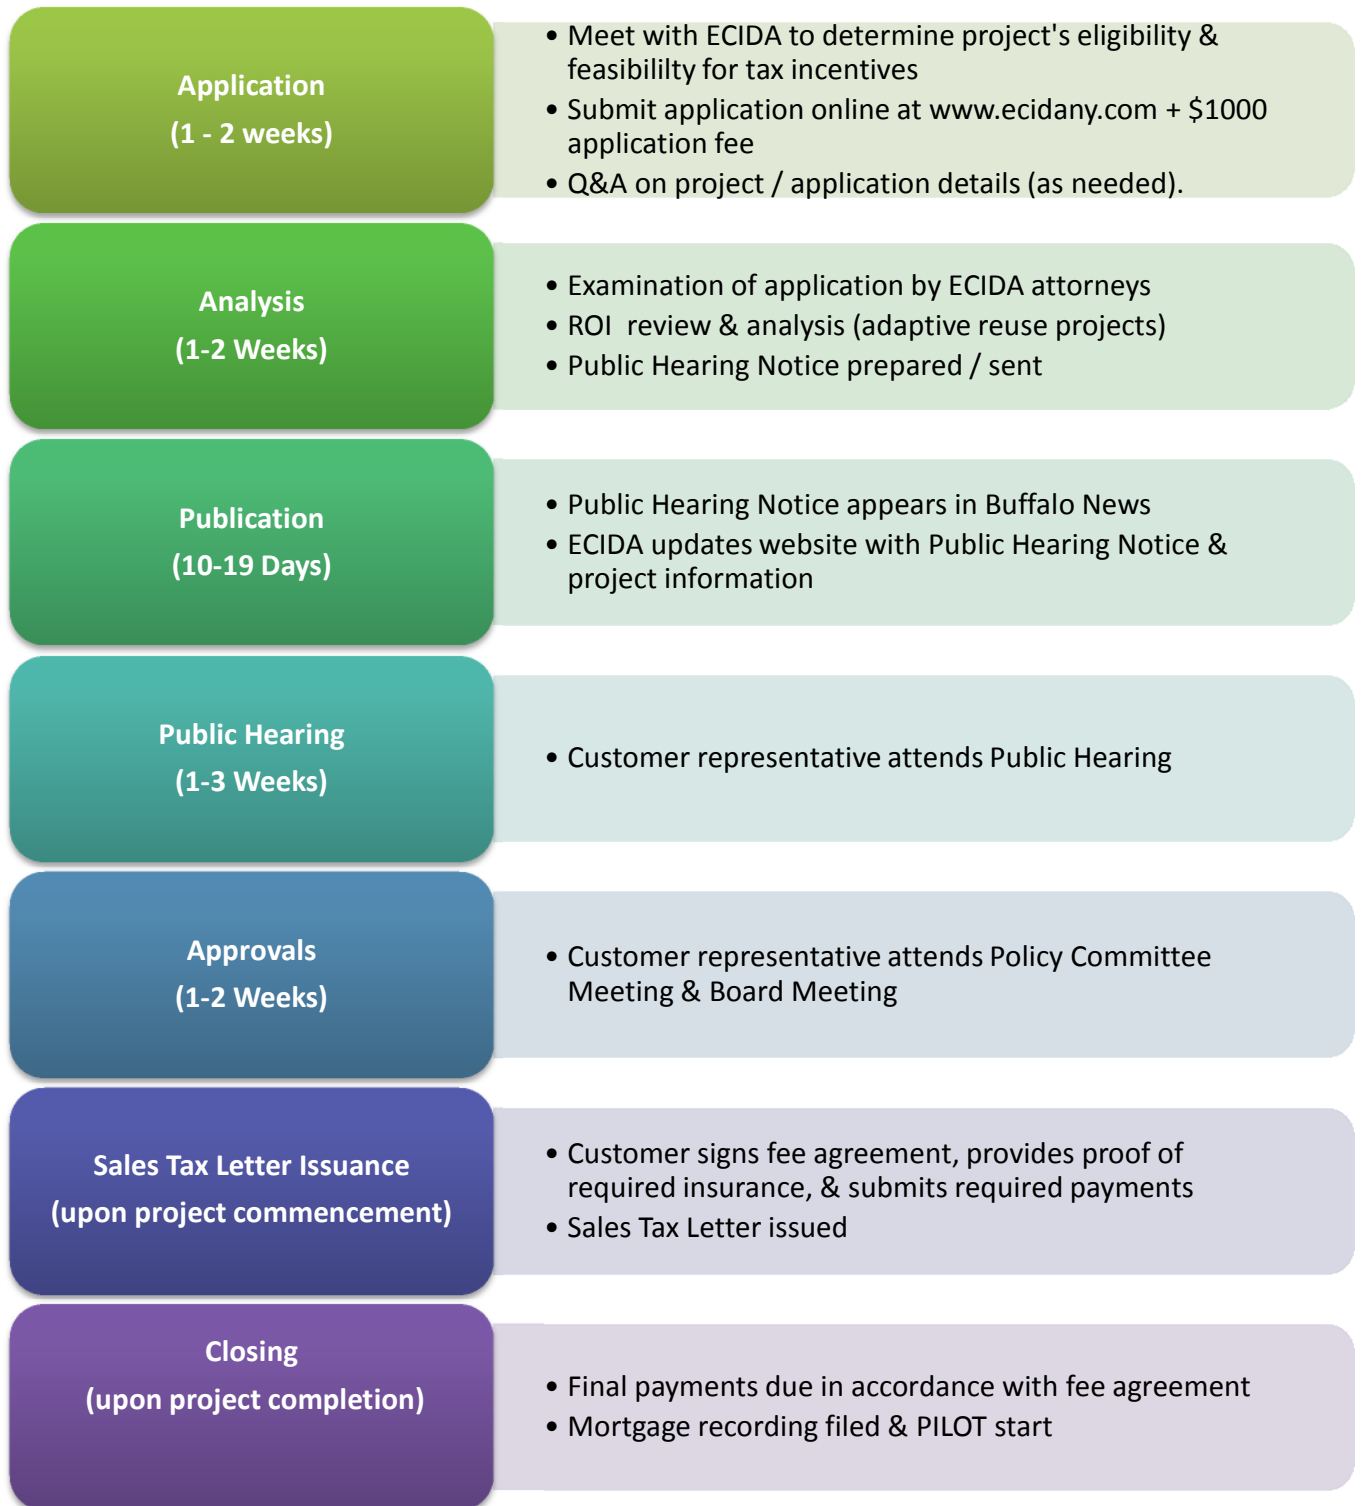 Application
(1 - 2 weeks)
• Meet with ECIDA to determine project's eligibility &
feasibililty for tax incentives
• Submit application online at www.ecidany.com + $1000
application fee
• Q&A on project / application details (as needed).
Analysis
(1-2 Weeks)
• Examination of application by ECIDA attorneys
• ROI  review & analysis (adaptive reuse projects)
• Public Hearing Notice prepared / sent
Publication
(10-19 Days)
• Public Hearing Notice appears in Buffalo News
• ECIDA updates website with Public Hearing Notice &
project information
Public Hearing
(1-3 Weeks)
• Customer representative attends Public Hearing
Approvals
(1-2 Weeks)
• Customer representative attends Policy Committee
Meeting & Board Meeting
Sales Tax Letter Issuance
(upon project commencement)
• Customer signs fee agreement, provides proof of
required insurance, & submits required payments
• Sales Tax Letter issued
Closing
(upon project completion)
• Final payments due in accordance with fee agreement
• Mortgage recording filed & PILOT start